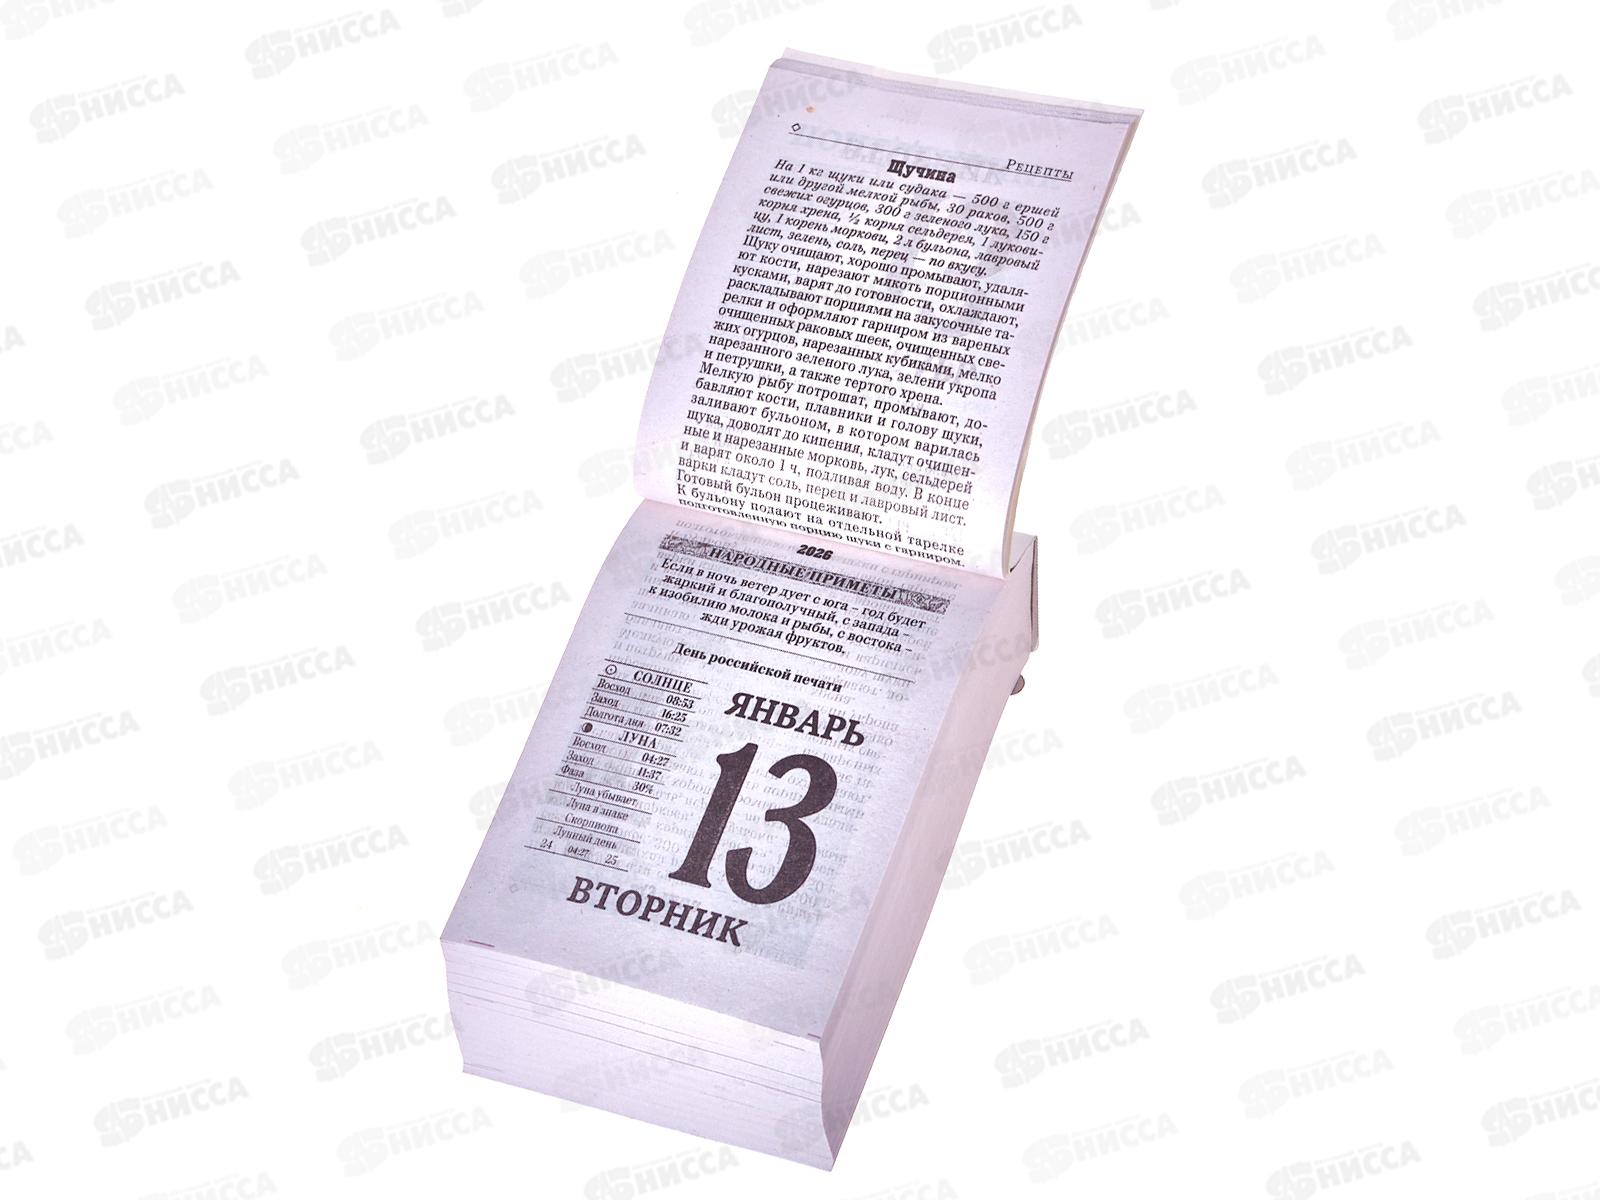 РЕЦЕПТЫ
Щучина
На 1 кг щуки или судака — 500 г ершей
или другой мелкой рыбы, 30 раков, 500 г
свежих огурцов, 300 г зеленого лука, 150 г
корня хрена, ½ корня сельдерея, 1 лукови-
цу, 1 корень моркови, 2 л бульона, лавровый
лист, зелень, соль, перец — по вкусу.
Щуку очищают, хорошо промывают, удаля-
ют кости, нарезают мякоть порционными
кусками, варят до готовности, охлаждают,
раскладывают порциями на закусочные та-
релки и оформляют гарниром из вареных
очищенных раковых шеек, очищенных све-
жих огурцов, нарезанных кубиками, мелко
нарезанного зеленого лука, зелени укропа
и петрушки, а также тертого хрена.
Мелкую рыбу потрошат, промывают, до-
бавляют кости, плавники и голову щуки,
заливают бульоном, в котором варилась
щука, доводят до кипения, кладут очищен-
ные и нарезанные морковь, лук, сельдерей
и варят около 1 ч, подливая воду. В конце
варки кладут соль, перец и лавровый лист.
Готовый бульон процеживают.
К бульону подают на отдельной тарелке
подготовленную порцию щуки с гарниром.
2026
НАРОДНЫЕ ПРИМЕТЫ
Если в ночь ветер дует с юга – год будет
жаркий и благополучный, с запада –
к изобилию молока и рыбы, с востока –
жди урожая фруктов,
День российской печати
СОЛНЦЕ
Восход 08:53
Заход 16:25
Долгота дня 07:32
ЛУНА
Восход 04:27
Заход 11:37
Фаза 30%
Луна убывает
Луна в знаке
Скорпиона
Лунный день
24 04:27 25
ЯНВАРЬ
13
ВТОРНИК
НИССА